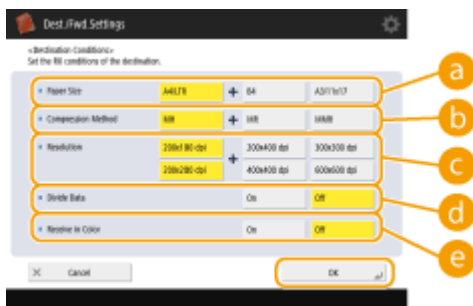 Dest./Fwd.Settings
<Destination Conditions>
Set the RX conditions of the destination.
Paper Size A4/LTR + B4 A3/11x17 a
Compression Method MH + MR MMR b
Resolution 200x100 dpi 200x400 dpi 300x300 dpi
+ c
200x200 dpi 400x400 dpi 600x600 dpi
Divide Data On Off d
Receive in Color On Off e
× Cancel OK